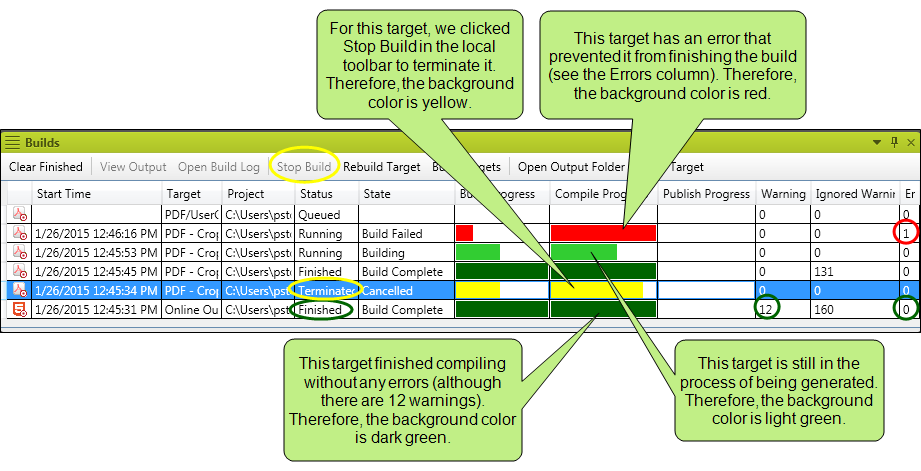 For this target, we clicked
Stop Build in the local
toolbar to terminate it.
Therefore, the background
color is yellow.
This target has an error that
prevented it from finishing the build
(see the Errors column). Therefore,
the background color is red.
Builds
Clear Finished View Output Open Build Log Stop Build Rebuild Target Bu gets Open Output Folder Target
Start Time Target Project Status State Bu ogress Compile Prog Publish Progress Warning Ignored Warnin Er
PDF/UserG C:\Users\pst Queued 0 0 0
1/26/2015 12:46:16 PM PDF - Crop C:\Users\pst Running Build Failed 0 0 1
1/26/2015 12:45:53 PM PDF - Crop C:\Users\pst Running Building 0 0 0
1/26/2015 12:45:45 PM PDF - Crop C:\Users\pst Finished Build Complete 0 131 0
1/26/2015 12:45:34 PM PDF - Crop C:\Users\pst Terminated Cancelled 0 0 0
1/26/2015 12:45:31 PM Online Ou C:\Users\pst Finished Build Complete 12 160 0
This target finished compiling
without any errors (although
there are 12 warnings).
Therefore, the background color
is dark green.
This target is still in the
process of being generated.
Therefore, the background
color is light green.